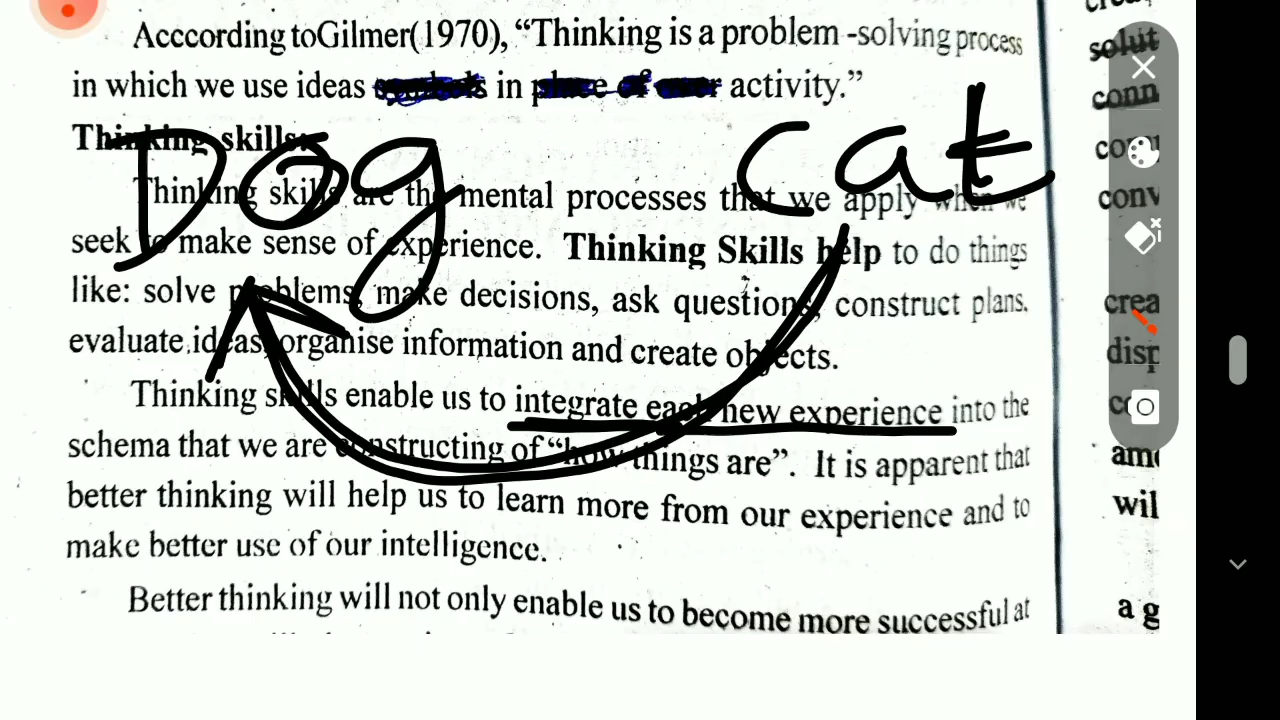 Acccording toGilmer(1970), “Thinking is a problem -solving process
in which we use ideas in activity.”
Thinking skills:
Dog cat
Thinking skills are the mental processes that we apply when we
seek to make sense of experience. Thinking Skills help to do things
like: solve problems, make decisions, ask questions, construct plans.
evaluate ideas, organise information and create objects.
Thinking skills enable us to integrate each new experience into the
schema that we are constructing of “how things are”. It is apparent that
better thinking will help us to learn more from our experience and to
make better use of our intelligence.
Better thinking will not only enable us to become more successful at
solut
conn
conv
crea
disp
will
a g